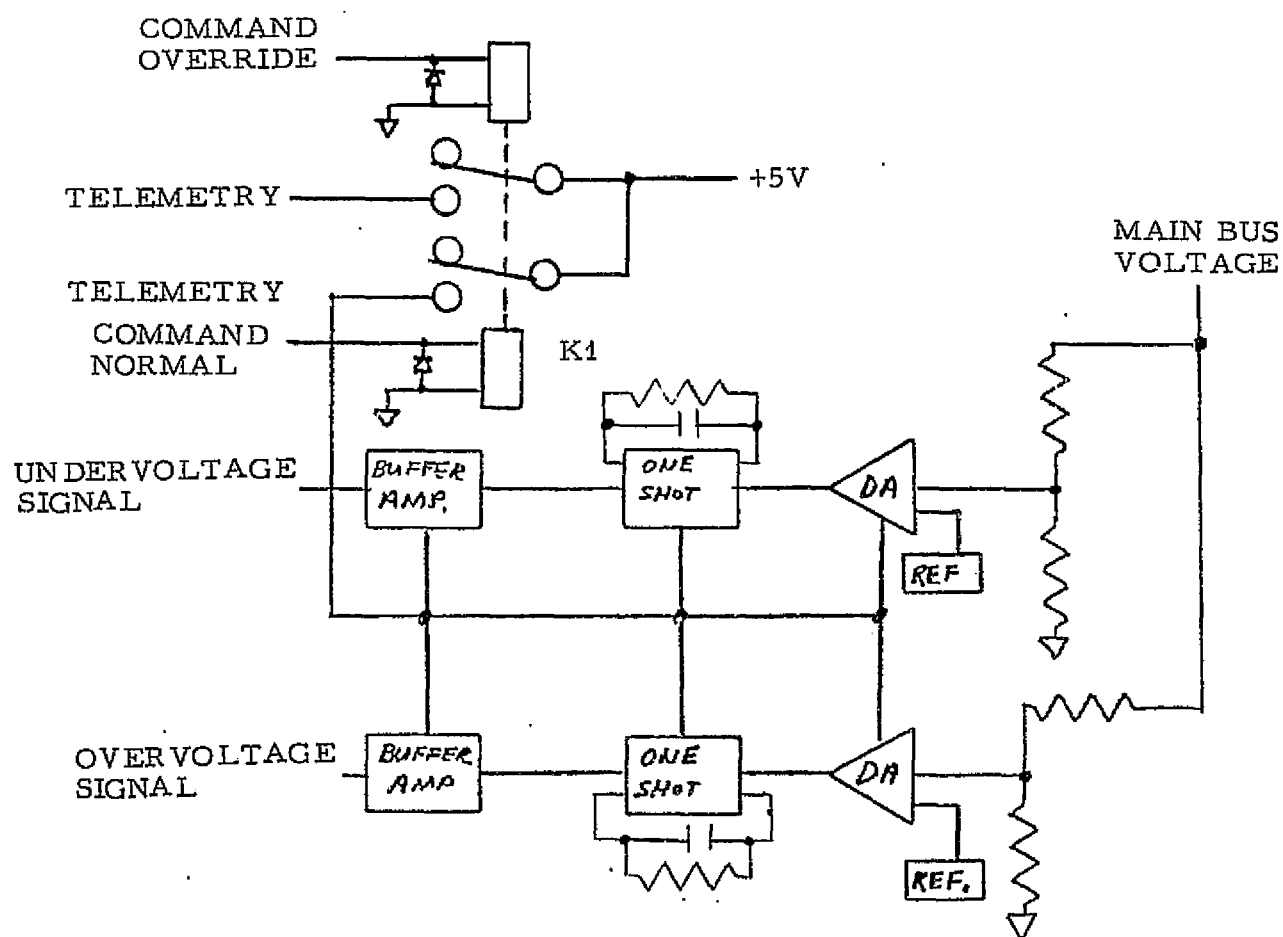 COMMAND
OVERRIDE
TELEMETRY
+5V
MAIN BUS
VOLTAGE
TELEMETRY
COMMAND
NORMAL
K1
UNDERVOLTAGE
SIGNAL
BUFFER
AMP.
ONE
SHOT
DA
REF
OVERVOLTAGE
SIGNAL
BUFFER
AMP
ONE
SHOT
DA
REF.